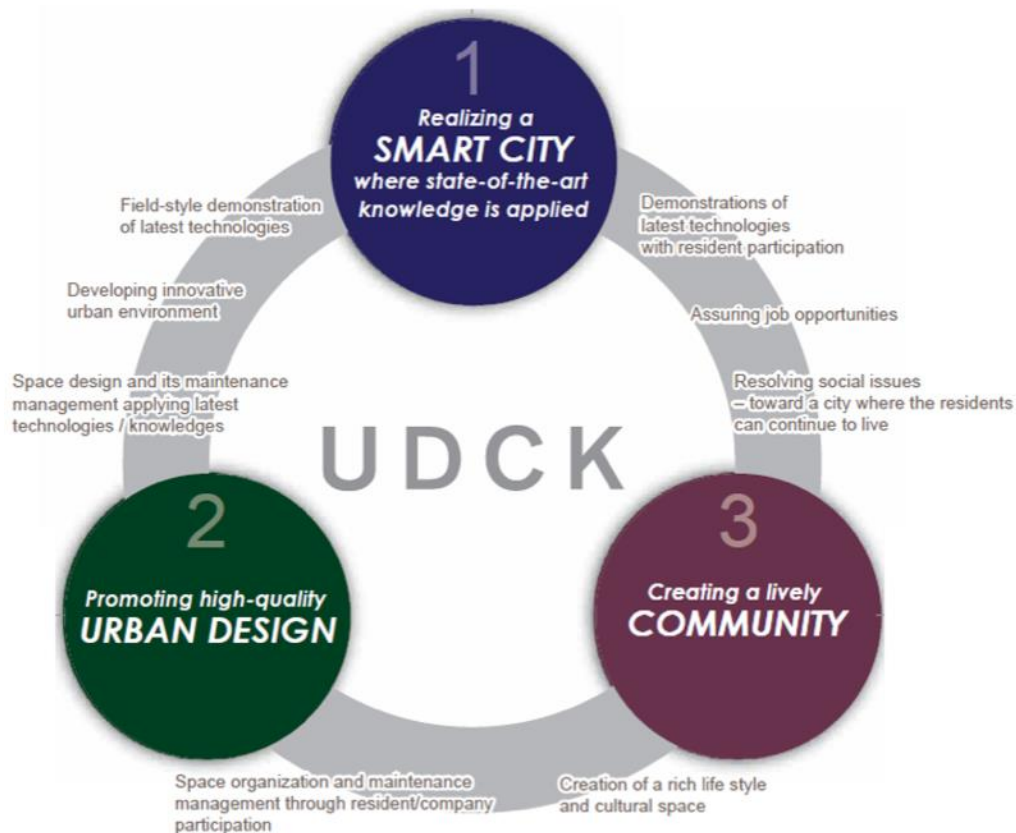 1
Realizing a
SMART CITY
where state-of-the-art
knowledge is applied
Field-style demonstration
of latest technologies
Developing innovative
urban environment
Space design and its maintenance
management applying latest
technologies / knowledges
Demonstrations of
latest technologies
with resident participation
Assuring job opportunities
Resolving social issues
– toward a city where the residents
can continue to live
UDCK
2
Promoting high-quality
URBAN DESIGN
3
Creating a lively
COMMUNITY
Space organization and maintenance
management through resident/company
participation
Creation of a rich life style
and cultural space